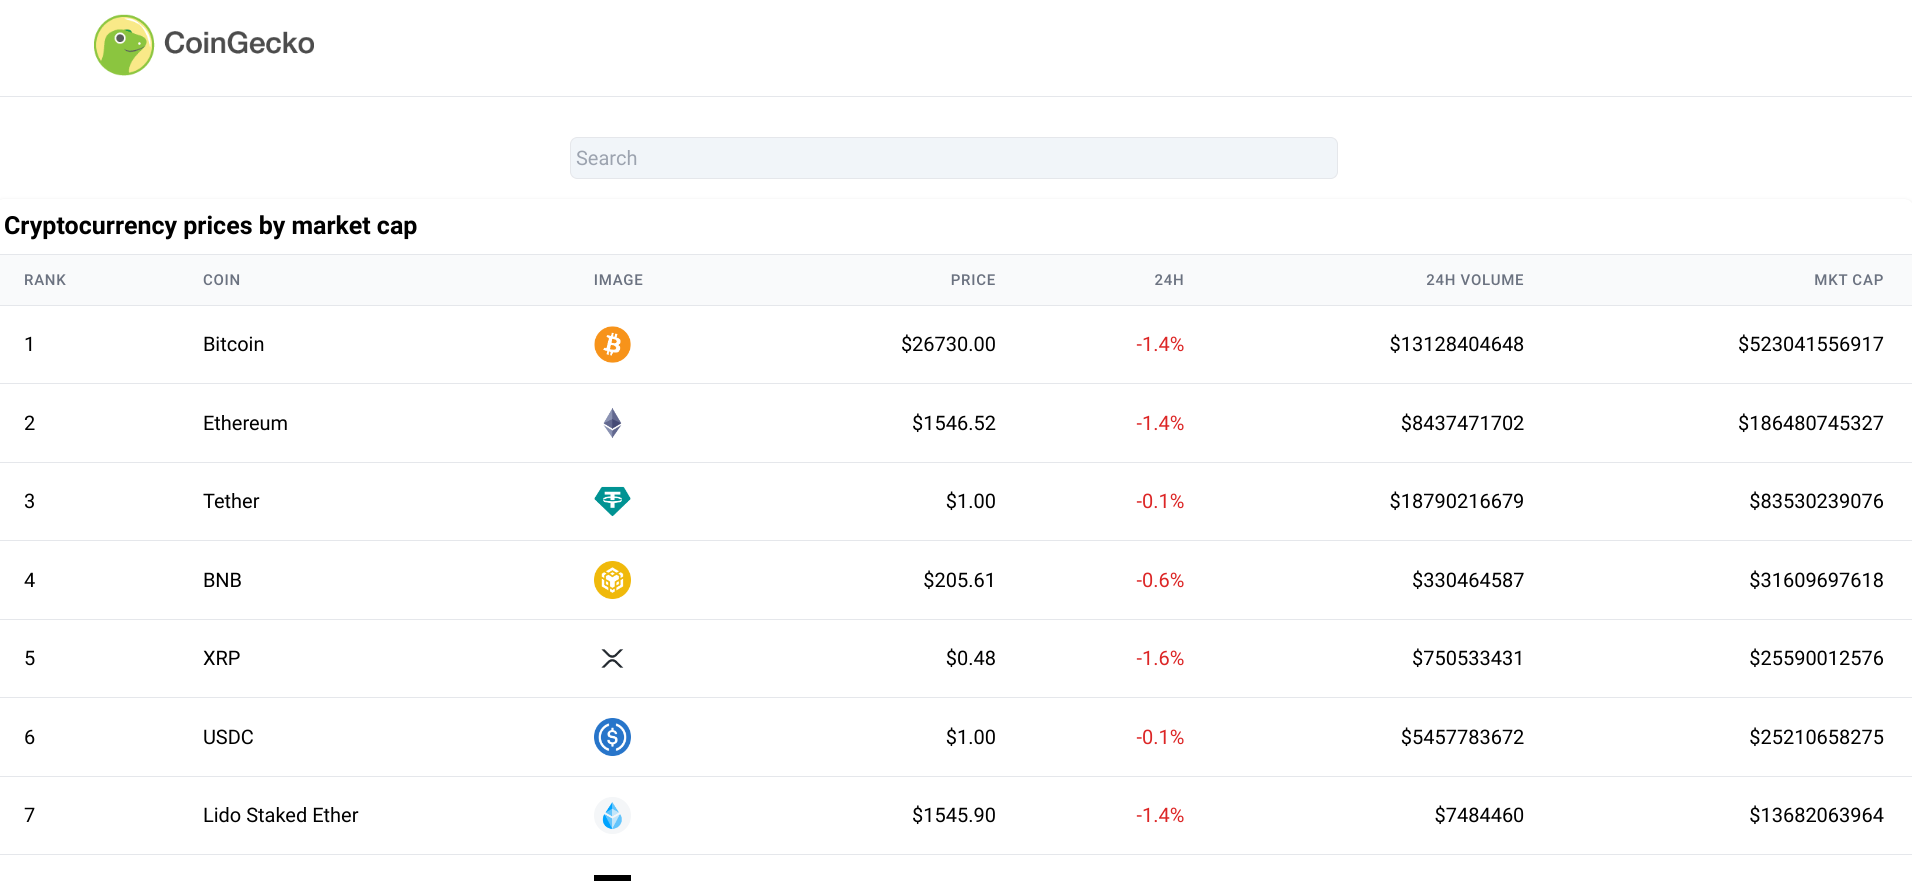 CoinGecko
Search
Cryptocurrency prices by market cap
RANK COIN IMAGE PRICE 24H 24H VOLUME MKT CAP
1 Bitcoin $26730.00 -1.4% $13128404648 $523041556917
2 Ethereum $1546.52 -1.4% $8437471702 $186480745327
3 Tether $1.00 -0.1% $18790216679 $83530239076
4 BNB $205.61 -0.6% $330464587 $31609697618
5 XRP $0.48 -1.6% $750533431 $25590012576
6 USDC $1.00 -0.1% $5457783672 $25210658275
7 Lido Staked Ether $1545.90 -1.4% $7484460 $13682063964